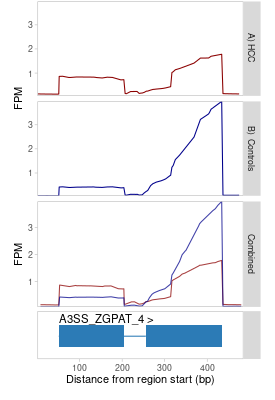 3
2
1
A) HCC
FPM
3
2
1
B) Controls
3
2
1
FPM
Combined
A3SS_ZGPAT_4 >
100 200 300 400
Distance from region start (bp)